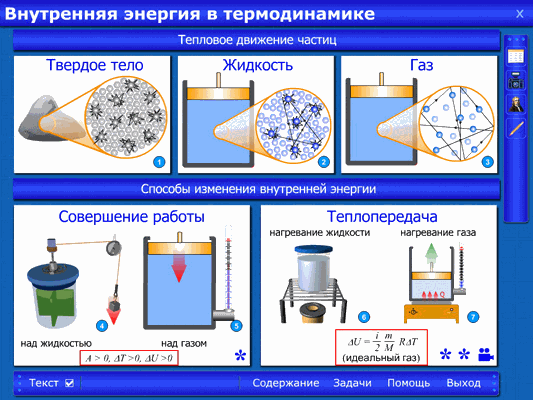 Внутренняя энергия в термодинамике
x
Тепловое движение частиц
Твердое тело
Жидкость
Газ
1
2
3
Способы изменения внутренней энергии
Совершение работы
Теплопередача
нагревание жидкости
нагревание газа
4
5
6
7
над жидкостью
над газом
A > 0, ΔT >0, ΔU >0
*
ΔU = i/2 m/M RΔT
(идеальный газ)
* *
Текст
Содержание
Задачи
Помощь
Выход